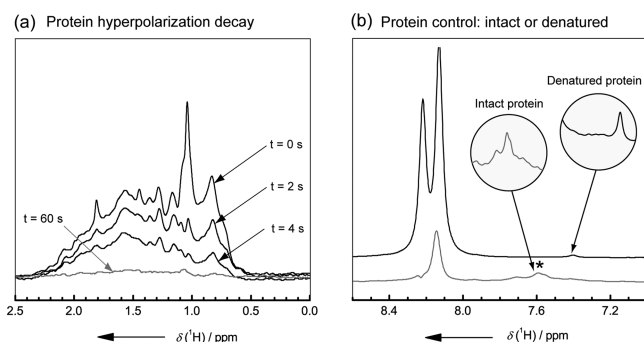 (a) Protein hyperpolarization decay
t = 0 s
t = 2 s
t = 4 s
t = 60 s
2.5 2.0 1.5 1.0 0.5 0.0
δ(¹H) / ppm
(b) Protein control: intact or denatured
Denatured protein
Intact protein
*
8.4 8.0 7.6 7.2
δ(¹H) / ppm